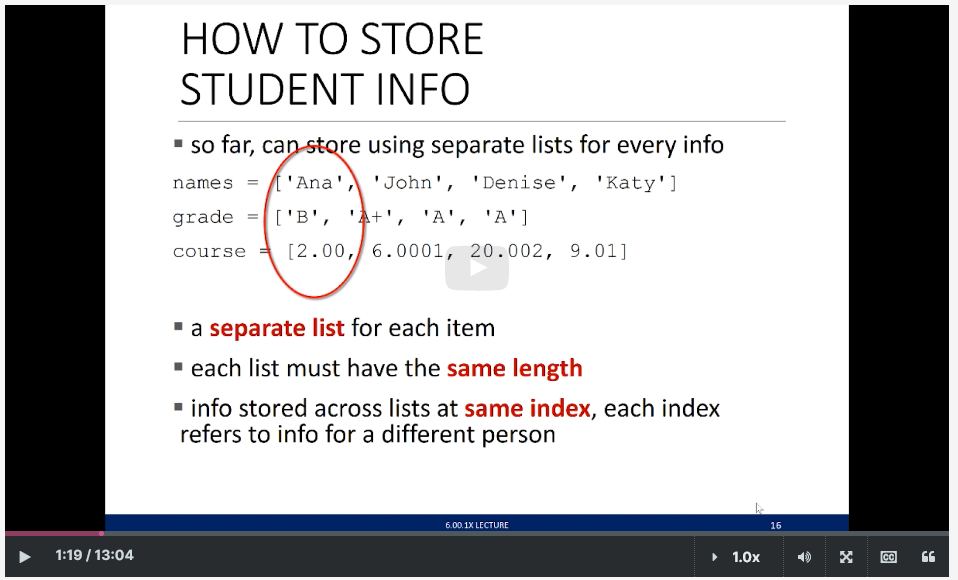 HOW TO STORE
STUDENT INFO
▪ so far, can store using separate lists for every info
names = ['Ana', 'John', 'Denise', 'Katy']
grade = ['B', 'A+', 'A', 'A']
course = [2.00, 6.0001, 20.002, 9.01]
▪ a separate list for each item
▪ each list must have the same length
▪ info stored across lists at same index, each index
refers to info for a different person
6.00.1X LECTURE 16
1:19 / 13:04 1.0x CC